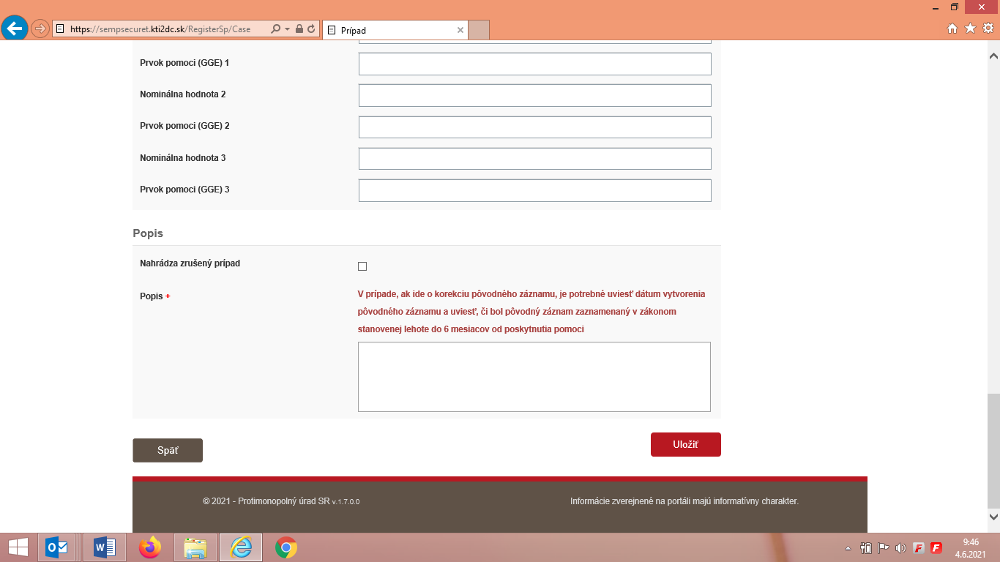 https://sempsecuret.kti2dc.sk/RegisterSp/Case
Prípad
Prvok pomoci (GGE) 1
Nominálna hodnota 2
Prvok pomoci (GGE) 2
Nominálna hodnota 3
Prvok pomoci (GGE) 3
Popis
Nahrádza zrušený prípad
Popis +
V prípade, ak ide o korekciu pôvodného záznamu, je potrebné uviesť dátum vytvorenia
pôvodného záznamu a uviesť, či bol pôvodný záznam zaznamenaný v zákonom
stanovenej lehote do 6 mesiacov od poskytnutia pomoci
Späť
Uložiť
© 2021 - Protimonopolný úrad SR v.1.7.0.0
Informácie zverejnené na portáli majú informatívny charakter.
9:46
4.6.2021